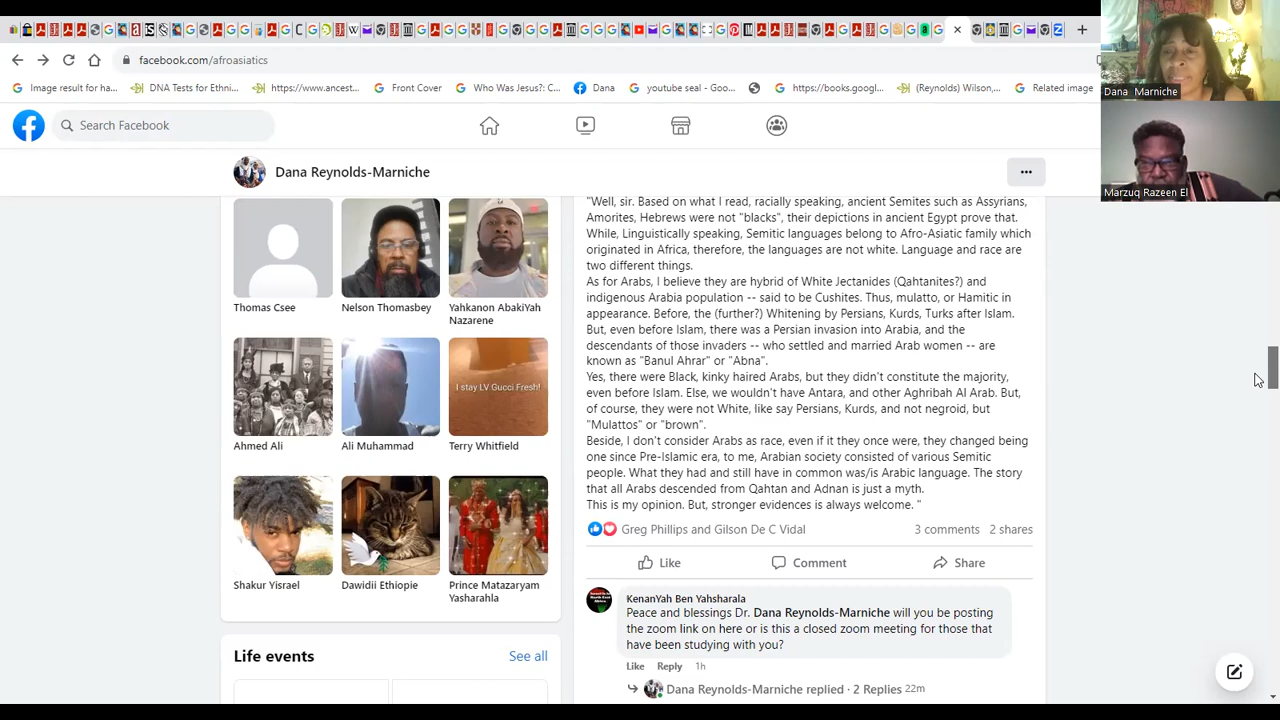 facebook.com/afroasiatics
Image result for ha...
DNA Tests for Ethni...
https://www.ancest...
Front Cover
Who Was Jesus?: C...
Dana
youtube seal - Goo...
https://books.googl...
(Reynolds) Wilson,...
Related image
Dana Marniche
Marzuq Razeen El
Search Facebook
Dana Reynolds-Marniche
Thomas Csee
Nelson Thomasbey
Yahkanon AbakiYah
Nazarene
I stay LV Gucci Fresh!
Ahmed Ali
Ali Muhammad
Terry Whitfield
Shakur Yisrael
Dawidii Ethiopie
Prince Matazaryam
Yasharahla
Life events
See all
"Well, sir. Based on what I read, racially speaking, ancient Semites such as Assyrians,
Amorites, Hebrews were not "blacks", their depictions in ancient Egypt prove that.
While, Linguistically speaking, Semitic languages belong to Afro-Asiatic family which
originated in Africa, therefore, the languages are not white. Language and race are
two different things.
As for Arabs, I believe they are hybrid of White Jectanides (Qahtanites?) and
indigenous Arabia population -- said to be Cushites. Thus, mulatto, or Hamitic in
appearance. Before, the (further?) Whitening by Persians, Kurds, Turks after Islam.
But, even before Islam, there was a Persian invasion into Arabia, and the
descendants of those invaders -- who settled and married Arab women -- are
known as "Banul Ahrar" or "Abna".
Yes, there were Black, kinky haired Arabs, but they didn't constitute the majority,
even before Islam. Else, we wouldn't have Antara, and other Aghribah Al Arab. But,
of course, they were not White, like say Persians, Kurds, and not negroid, but
"Mulattos" or "brown".
Beside, I don't consider Arabs as race, even if it they once were, they changed being
one since Pre-Islamic era, to me, Arabian society consisted of various Semitic
people. What they had and still have in common was/is Arabic language. The story
that all Arabs descended from Qahtan and Adnan is just a myth.
This is my opinion. But, stronger evidences is always welcome. "
Greg Phillips and Gilson De C Vidal
3 comments 2 shares
Like
Comment
Share
KenanYah Ben Yahsharala
Peace and blessings Dr. Dana Reynolds-Marniche will you be posting
the zoom link on here or is this a closed zoom meeting for those that
have been studying with you?
Like Reply 1h
Dana Reynolds-Marniche replied · 2 Replies 22m